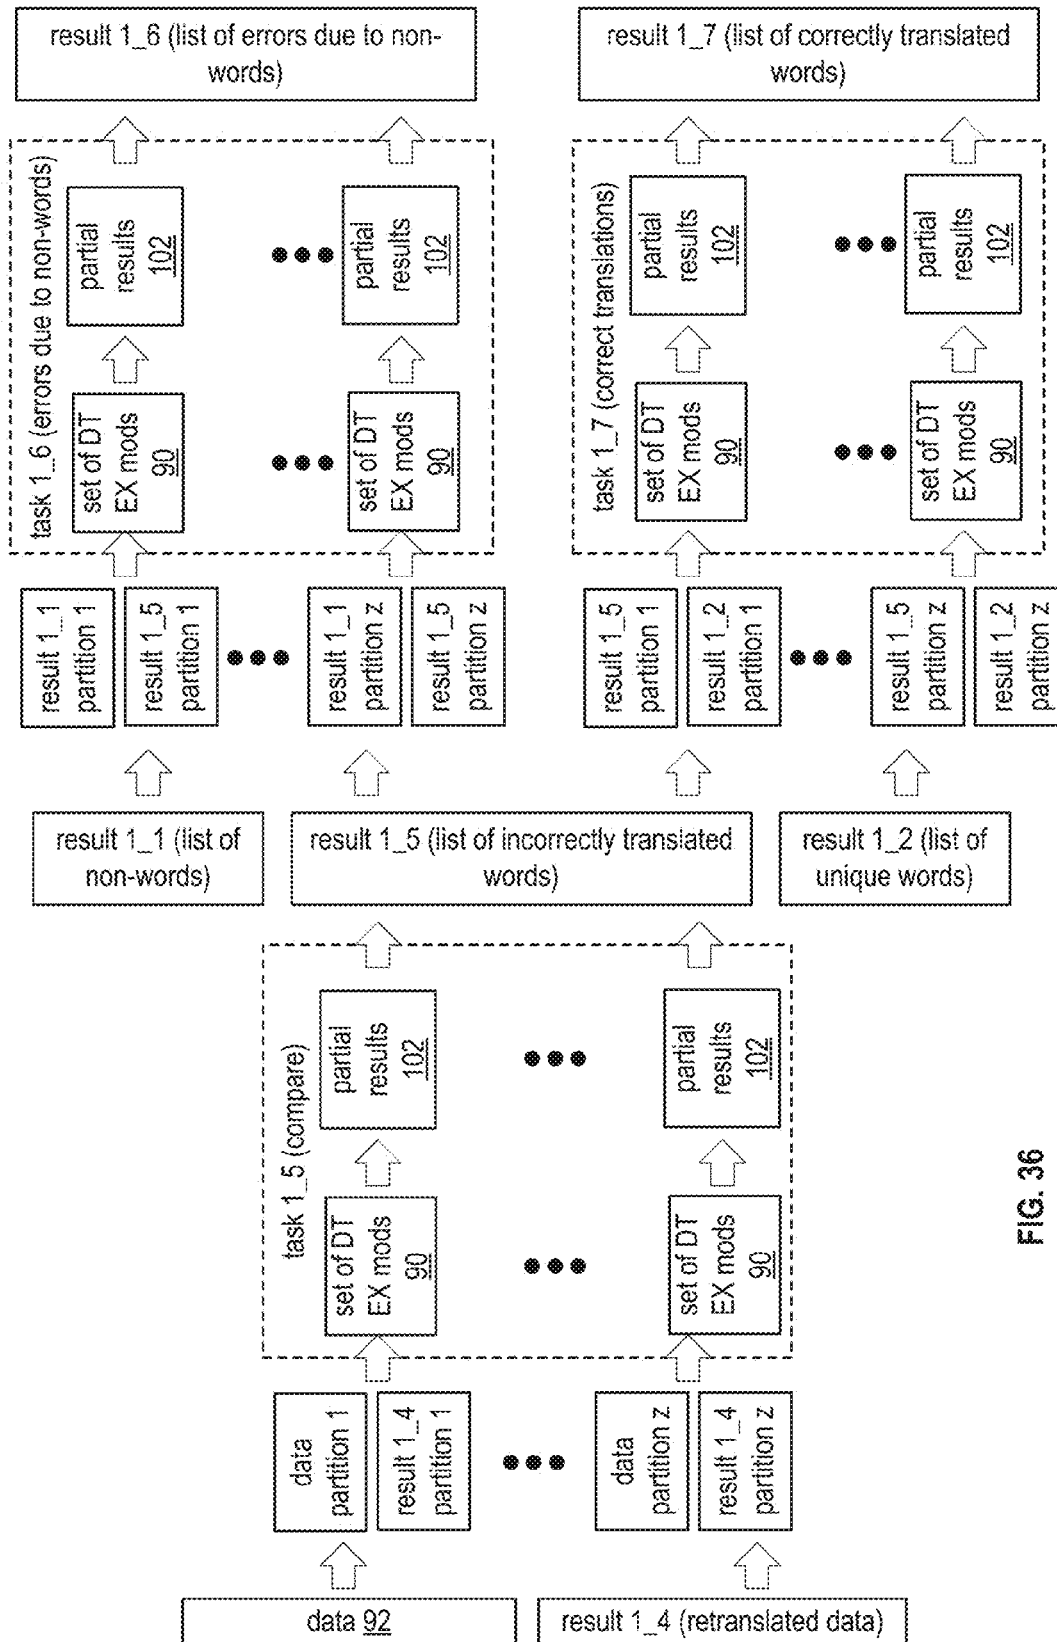 result 1_6 (list of errors due to non-
words)
result 1_7 (list of correctly translated
words)
task 1_6 (errors due to non-words)
partial
results
102
partial
results
102
set of DT
EX mods
90
set of DT
EX mods
90
task 1_7 (correct translations)
partial
results
102
partial
results
102
set of DT
EX mods
90
set of DT
EX mods
90
result 1_1
partition 1
result 1_5
partition 1
result 1_1
partition z
result 1_5
partition z
result 1_5
partition 1
result 1_2
partition 1
result 1_5
partition z
result 1_2
partition z
result 1_1 (list of
non-words)
result 1_5 (list of incorrectly translated
words)
result 1_2 (list of
unique words)
task 1_5 (compare)
partial
results
102
partial
results
102
set of DT
EX mods
90
set of DT
EX mods
90
data
partition 1
result 1_4
partition 1
data
partition z
result 1_4
partition z
data 92
result 1_4 (retranslated data)
FIG. 36